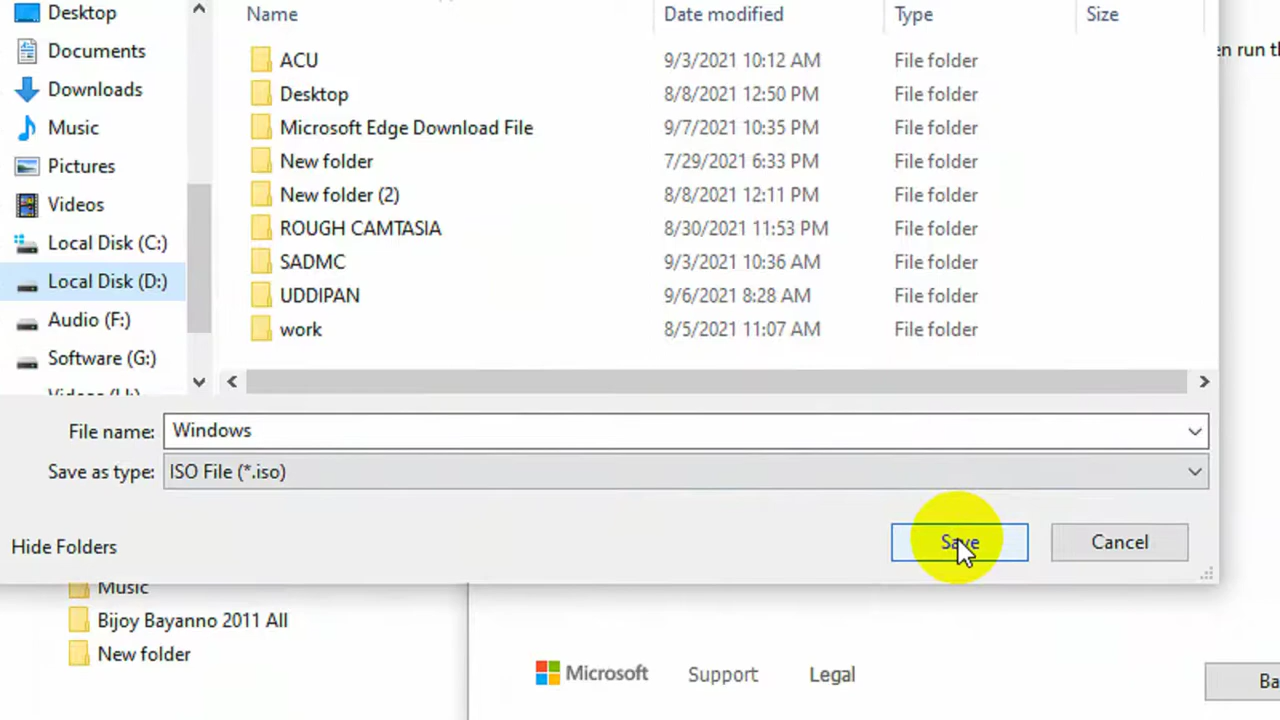 Desktop
Name Date modified Type Size
Documents
Downloads
Music
Pictures
Videos
Local Disk (C:)
Local Disk (D:)
Audio (F:)
Software (G:)
ACU 9/3/2021 10:12 AM File folder
Desktop 8/8/2021 12:50 PM File folder
Microsoft Edge Download File 9/7/2021 10:35 PM File folder
New folder 7/29/2021 6:33 PM File folder
New folder (2) 8/8/2021 12:11 PM File folder
ROUGH CAMTASIA 8/30/2021 11:53 PM File folder
SADMC 9/3/2021 10:36 AM File folder
UDDIPAN 9/6/2021 8:28 AM File folder
work 8/5/2021 11:07 AM File folder
en run th
File name: Windows
Save as type: ISO File (*.iso)
Hide Folders Save Cancel
Music
Bijoy Bayanno 2011 All
New folder
Microsoft Support Legal Ba